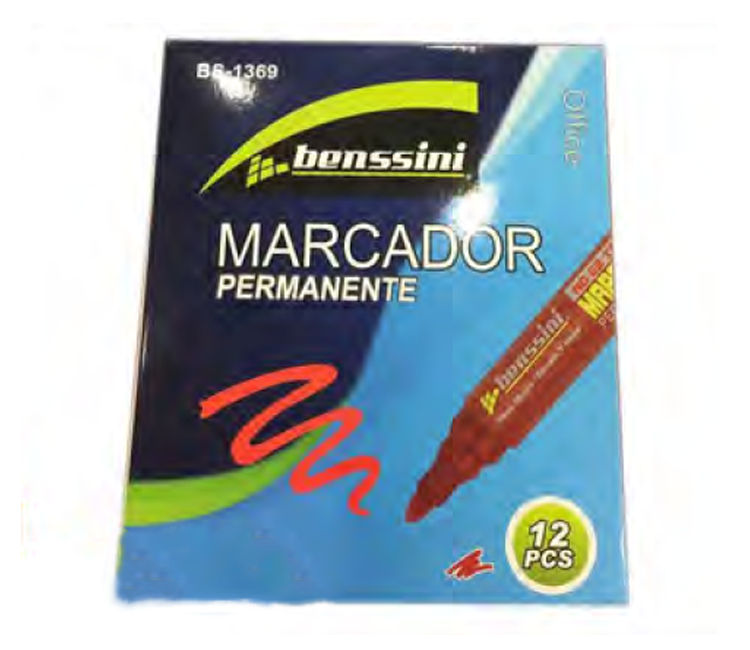 BS-1369
Office
benssini
MARCADOR
PERMANENTE
benssini.
12
PCS